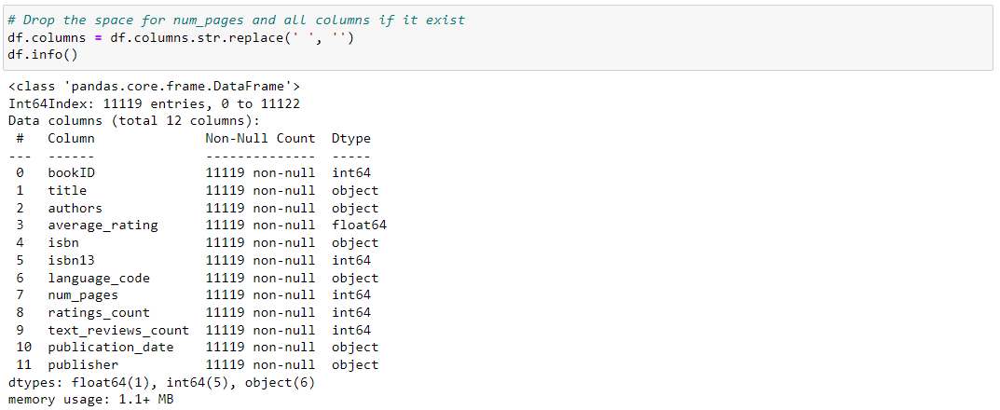 # Drop the space for num_pages and all columns if it exist
df.columns = df.columns.str.replace(' ', '')
df.info()
<class 'pandas.core.frame.DataFrame'>
Int64Index: 11119 entries, 0 to 11122
Data columns (total 12 columns):
 #   Column              Non-Null Count  Dtype
---  ------              --------------  -----
 0   bookID              11119 non-null  int64
 1   title               11119 non-null  object
 2   authors             11119 non-null  object
 3   average_rating      11119 non-null  float64
 4   isbn                11119 non-null  object
 5   isbn13              11119 non-null  int64
 6   language_code       11119 non-null  object
 7   num_pages           11119 non-null  int64
 8   ratings_count       11119 non-null  int64
 9   text_reviews_count  11119 non-null  int64
 10  publication_date    11119 non-null  object
 11  publisher           11119 non-null  object
dtypes: float64(1), int64(5), object(6)
memory usage: 1.1+ MB